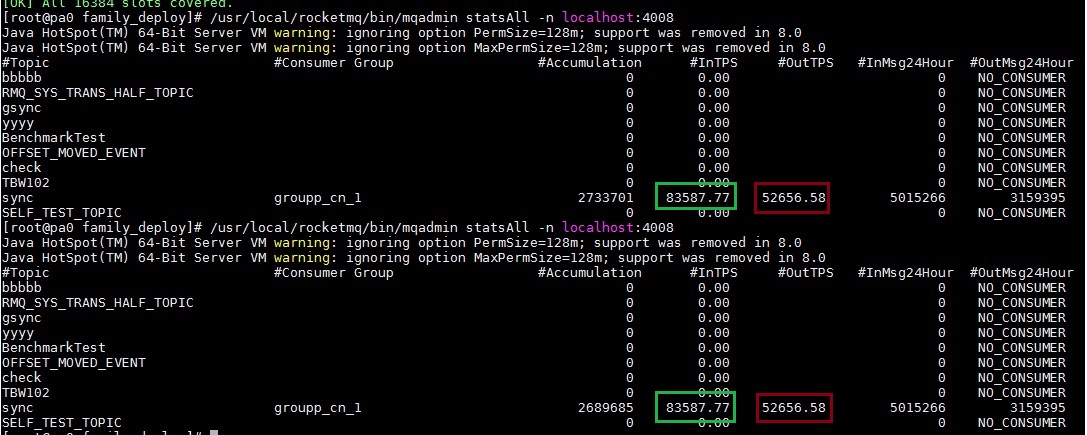 [OK] All 16384 slots covered.
[root@pa0 family_deploy]# /usr/local/rocketmq/bin/mqadmin statsAll -n localhost:4008
Java HotSpot(TM) 64-Bit Server VM warning: ignoring option PermSize=128m; support was removed in 8.0
Java HotSpot(TM) 64-Bit Server VM warning: ignoring option MaxPermSize=128m; support was removed in 8.0
#Topic #Consumer Group #Accumulation #InTPS #OutTPS #InMsg24Hour #OutMsg24Hour
bbbbb 0 0.00 0 NO_CONSUMER
RMQ_SYS_TRANS_HALF_TOPIC 0 0.00 0 NO_CONSUMER
gsync 0 0.00 0 NO_CONSUMER
yyyy 0 0.00 0 NO_CONSUMER
BenchmarkTest 0 0.00 0 NO_CONSUMER
OFFSET_MOVED_EVENT 0 0.00 0 NO_CONSUMER
check 0 0.00 0 NO_CONSUMER
TBW102 0 0.00 0 NO_CONSUMER
sync groupp_cn_1 2733701 83587.77 52656.58 5015266 3159395
SELF_TEST_TOPIC 0 0.00 0 NO_CONSUMER
[root@pa0 family_deploy]# /usr/local/rocketmq/bin/mqadmin statsAll -n localhost:4008
Java HotSpot(TM) 64-Bit Server VM warning: ignoring option PermSize=128m; support was removed in 8.0
Java HotSpot(TM) 64-Bit Server VM warning: ignoring option MaxPermSize=128m; support was removed in 8.0
#Topic #Consumer Group #Accumulation #InTPS #OutTPS #InMsg24Hour #OutMsg24Hour
bbbbb 0 0.00 0 NO_CONSUMER
RMQ_SYS_TRANS_HALF_TOPIC 0 0.00 0 NO_CONSUMER
gsync 0 0.00 0 NO_CONSUMER
yyyy 0 0.00 0 NO_CONSUMER
BenchmarkTest 0 0.00 0 NO_CONSUMER
OFFSET_MOVED_EVENT 0 0.00 0 NO_CONSUMER
check 0 0.00 0 NO_CONSUMER
TBW102 0 0.00 0 NO_CONSUMER
sync groupp_cn_1 2689685 83587.77 52656.58 5015266 3159395
SELF_TEST_TOPIC 0 0.00 0 NO_CONSUMER
[root@pa0 family_deploy]#